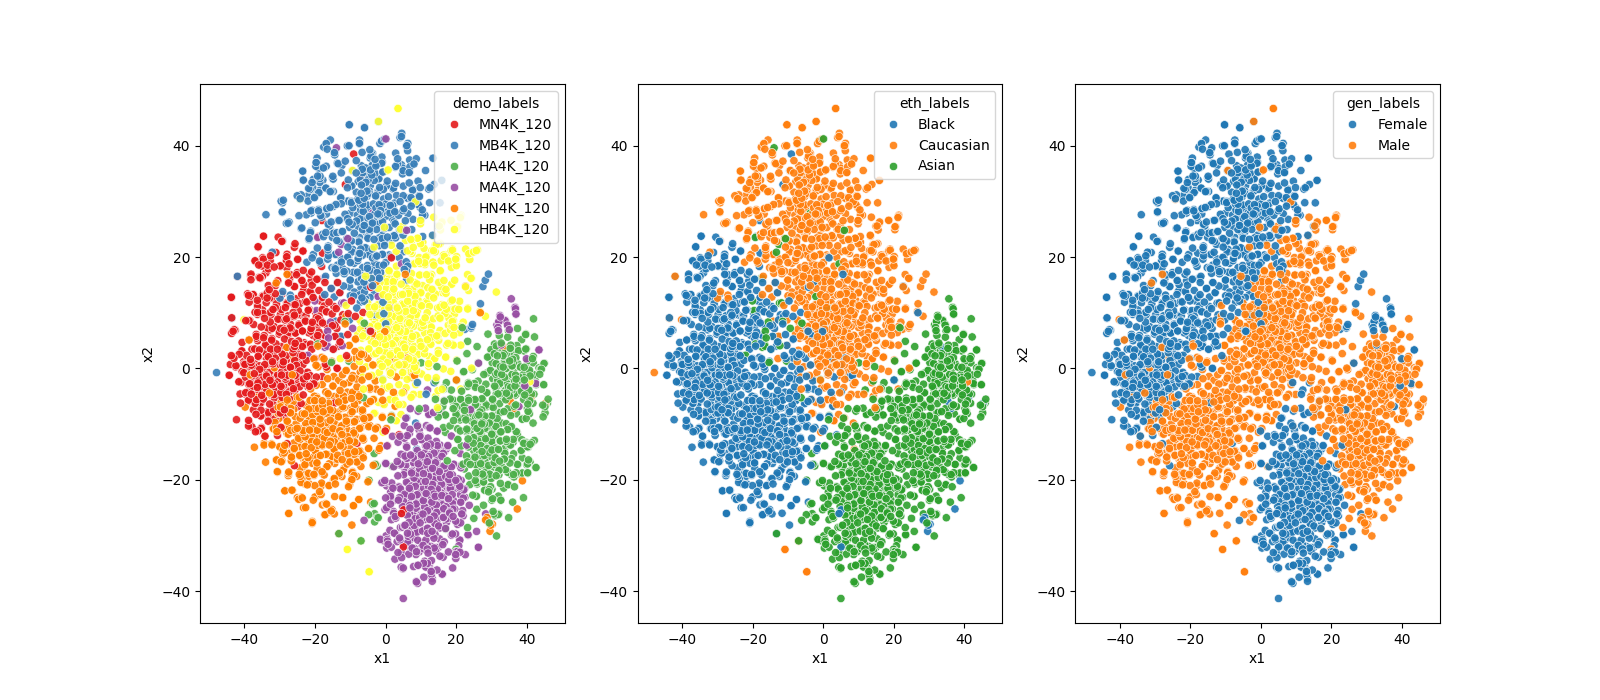 demo_labels
MN4K_120
MB4K_120
HA4K_120
MA4K_120
HN4K_120
HB4K_120
40
20
0
−20
−40
x2
−40 −20 0 20 40
x1
eth_labels
Black
Caucasian
Asian
40
20
0
−20
−40
x2
−40 −20 0 20 40
x1
gen_labels
Female
Male
40
20
0
−20
−40
x2
−40 −20 0 20 40
x1